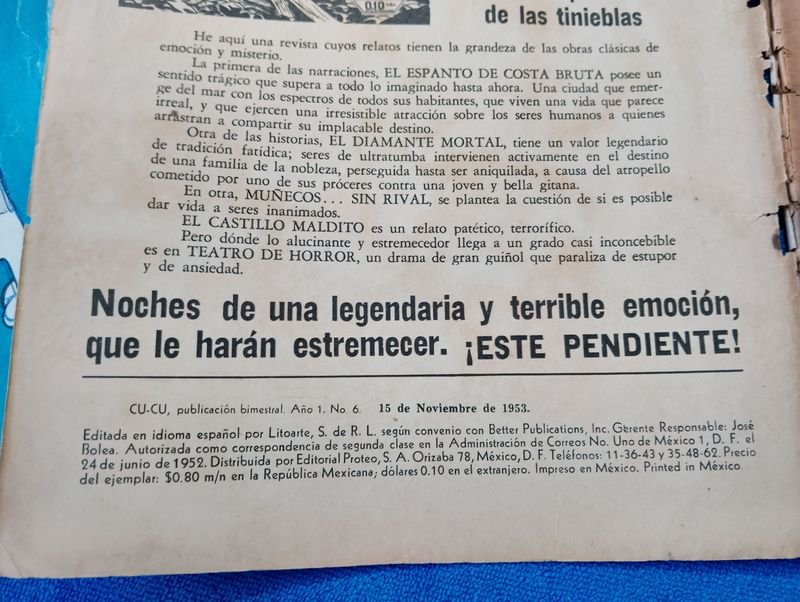 0.10
de las tinieblas
He aquí una revista cuyos relatos tienen la grandeza de las obras clásicas de
emoción y misterio.
La primera de las narraciones, EL ESPANTO DE COSTA BRUTA posee un
sentido trágico que supera a todo lo imaginado hasta ahora. Una ciudad que emer-
ge del mar con los espectros de todos sus habitantes, que viven una vida que parece
irreal, y que ejercen una irresistible atracción sobre los seres humanos a quienes
arrastran a compartir su implacable destino.
Otra de las historias, EL DIAMANTE MORTAL, tiene un valor legendario
de tradición fatídica; seres de ultratumba intervienen activamente en el destino
de una familia de la nobleza, perseguida hasta ser aniquilada, a causa del atropello
cometido por uno de sus próceres contra una joven y bella gitana.
En otra, MUÑECOS... SIN RIVAL, se plantea la cuestión de si es posible
dar vida a seres inanimados.
EL CASTILLO MALDITO es un relato patético, terrorífico.
Pero dónde lo alucinante y estremecedor llega a un grado casi inconcebible
es en TEATRO DE HORROR, un drama de gran guiñol que paraliza de estupor
y de ansiedad.
Noches de una legendaria y terrible emoción,
que le harán estremecer. ¡ESTE PENDIENTE!
CU-CU, publicación bimestral. Año 1. No. 6. 15 de Noviembre de 1953.
Editada en idioma español por Litoarte, S. de R. L. según convenio con Better Publications, Inc. Gerente Responsable: José
Bolea. Autorizada como correspondencia de segunda clase en la Administración de Correos No. Uno de México 1, D. F. el
24 de junio de 1952. Distribuida por Editorial Proteo, S. A. Orizaba 78, México, D. F. Teléfonos: 11-36-43 y 35-48-62. Precio
del ejemplar: $0.80 m/n en la República Mexicana; dólares 0.10 en el extranjero. Impreso en México. Printed in México.